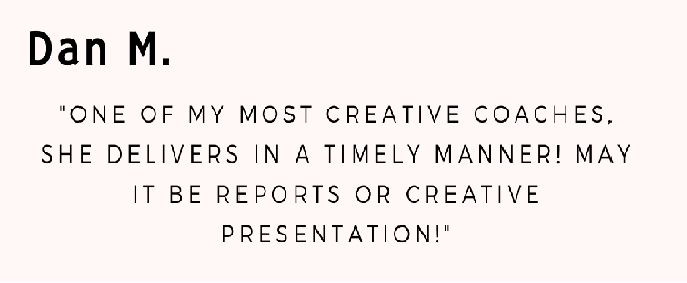 Dan M.
"ONE OF MY MOST CREATIVE COACHES,
SHE DELIVERS IN A TIMELY MANNER! MAY
IT BE REPORTS OR CREATIVE
PRESENTATION!"